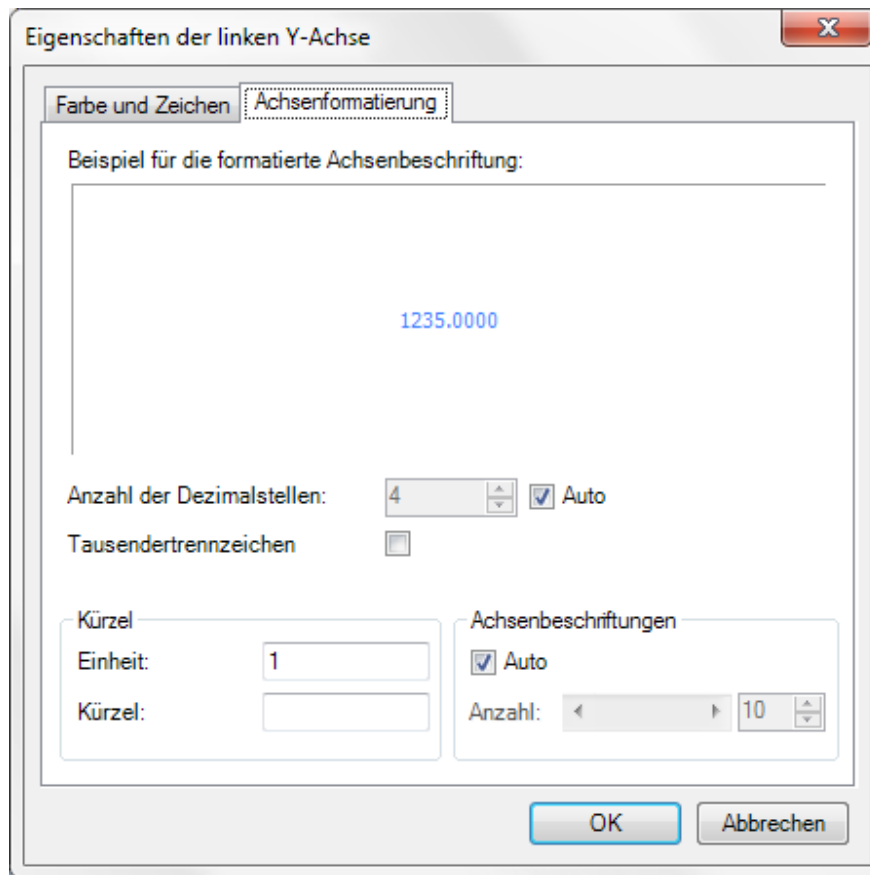 Eigenschaften der linken Y-Achse
Farbe und Zeichen
Achsenformatierung
Beispiel für die formatierte Achsenbeschriftung:
1235.0000
Anzahl der Dezimalstellen: 4 Auto
Tausendertrennzeichen
Kürzel
Einheit: 1
Kürzel:
Achsenbeschriftungen
Auto
Anzahl: 10
OK
Abbrechen